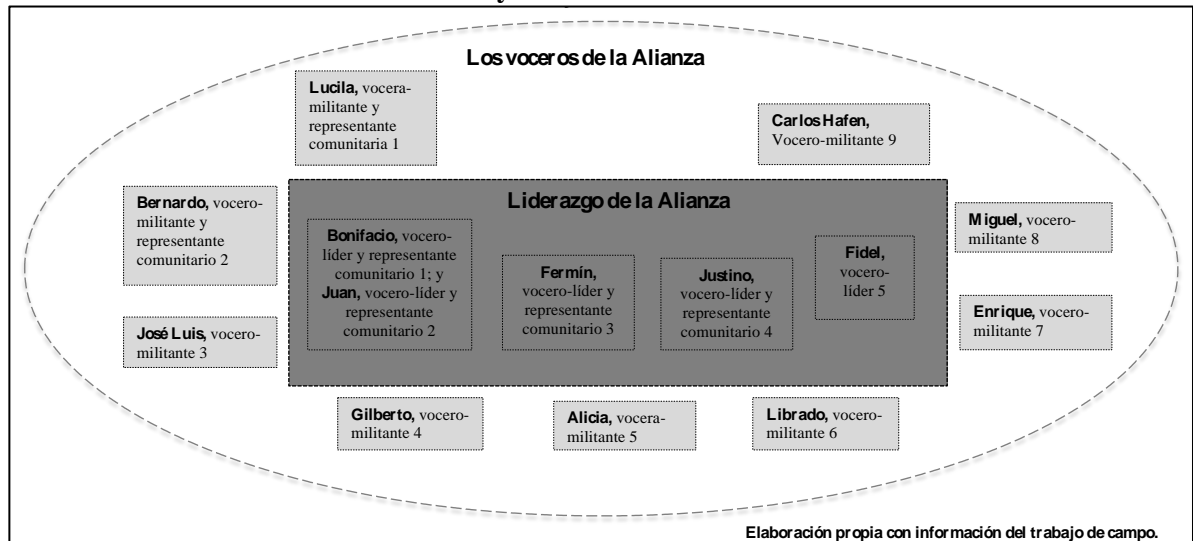 y
Los voceros de la Alianza
Lucila, vocera-
militante y
representante
comunitaria 1
Carlos Hafen,
Vocero-militante 9
Bernardo, vocero-
militante y
representante
comunitario 2
Liderazgo de la Alianza
Bonifacio, vocero-
líder y representante
comunitario 1; y
Juan, vocero-líder y
representante
comunitario 2
Fermín,
vocero-líder y
representante
comunitario 3
Justino,
vocero-líder y
representante
comunitario 4
Fidel,
vocero-
líder 5
Miguel, vocero-
militante 8
José Luis, vocero-
militante 3
Enrique, vocero-
militante 7
Gilberto, vocero-
militante 4
Alicia, vocera-
militante 5
Librado, vocero-
militante 6
Elaboración propia con información del trabajo de campo.